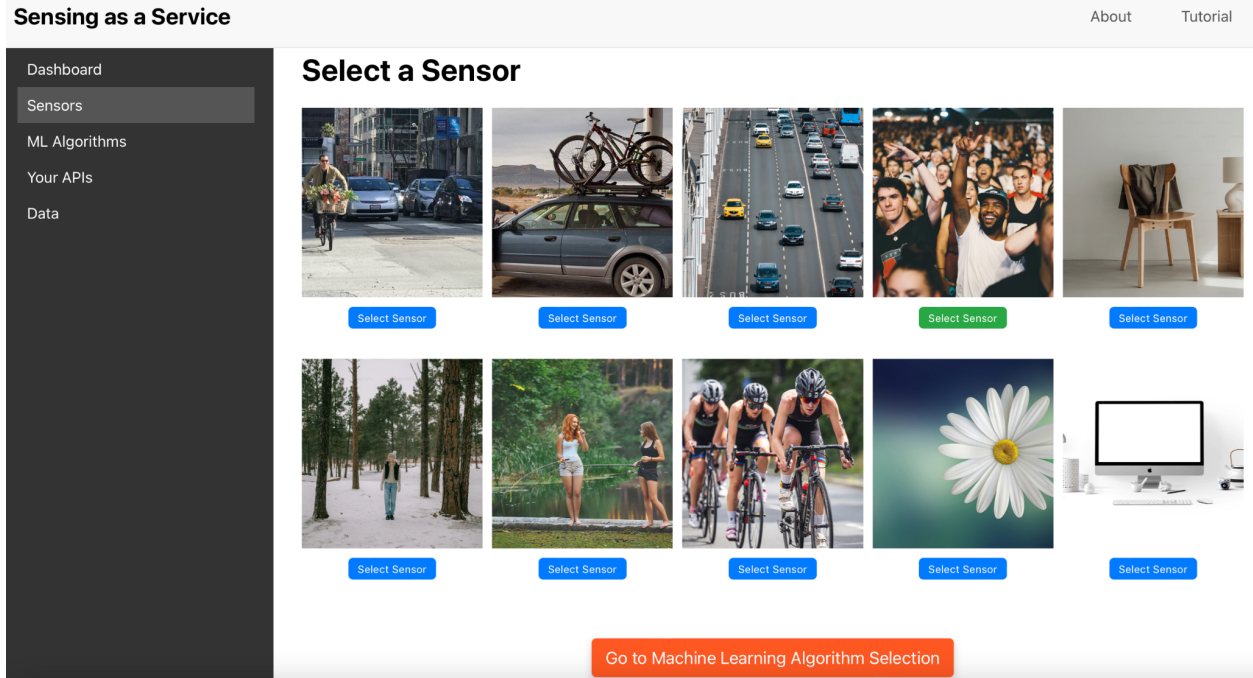 Sensing as a Service
About
Tutorial
Dashboard
Sensors
ML Algorithms
Your APIs
Data
Select a Sensor
Select Sensor
Select Sensor
Select Sensor
Select Sensor
Select Sensor
Select Sensor
Select Sensor
Select Sensor
Select Sensor
Select Sensor
Go to Machine Learning Algorithm Selection